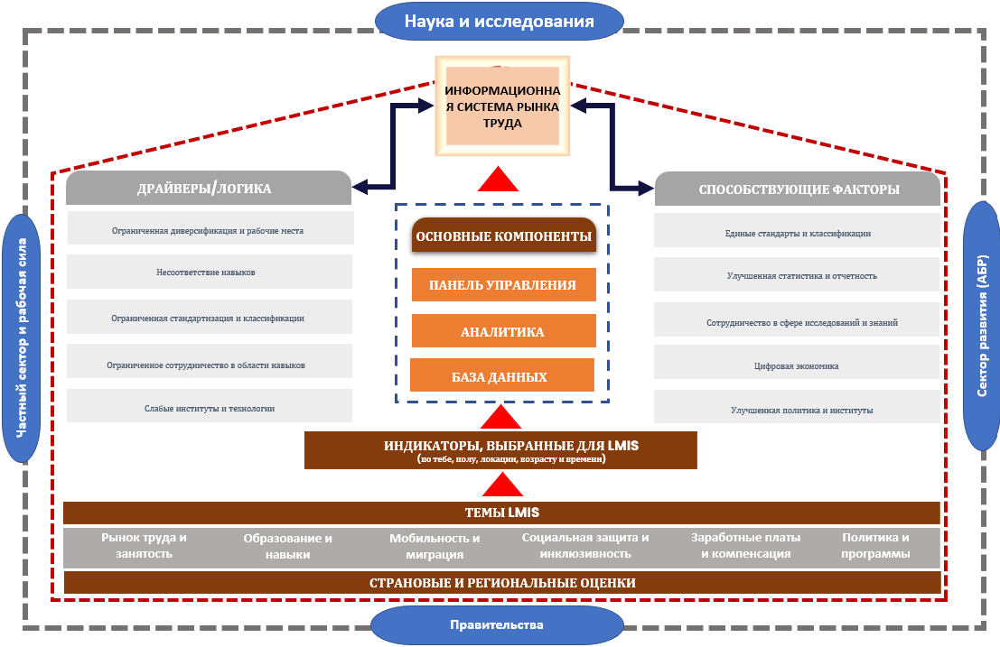 Наука и исследования
ИНФОРМАЦИОННА
Я СИСТЕМА РЫНКА
ТРУДА
ДРАЙВЕРЫ/ЛОГИКА
Ограниченная диверсификация и рабочие места
Несоответствие навыков
Ограниченная стандартизация и классификации
Ограниченное сотрудничество в области навыков
Слабые институты и технологии
ОСНОВНЫЕ КОМПОНЕНТЫ
ПАНЕЛЬ УПРАВЛЕНИЯ
АНАЛИТИКА
БАЗА ДАННЫХ
СПОСОБСТВУЮЩИЕ ФАКТОРЫ
Единые стандарты и классификации
Улучшенная статистика и отчетность
Сотрудничество в сфере исследований и знаний
Цифровая экономика
Улучшенная политика и институты
Частный сектор и рабочая сила
Сектор развития (АБР)
ИНДИКАТОРЫ, ВЫБРАННЫЕ ДЛЯ LMIS
(по тебе, полу, локации, возрасту и времени)
ТЕМЫ LMIS
Рынок труда и
занятость
Образование и
навыки
Мобильность и
миграция
Социальная защита и
инклюзивность
Заработные платы
и компенсация
Политика и
программы
СТРАНОВЫЕ И РЕГИОНАЛЬНЫЕ ОЦЕНКИ
Правительства